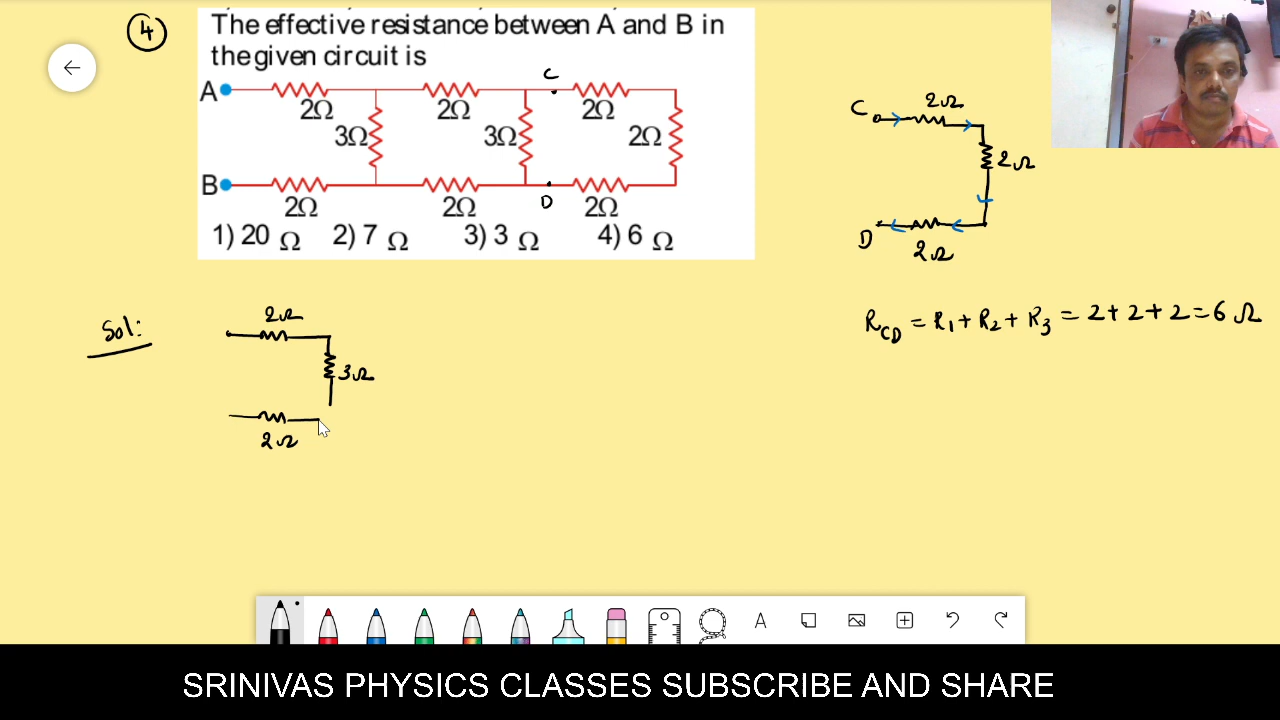 4
The effective resistance between A and B in
the given circuit is
C
A
2Ω 2Ω 2Ω
3Ω 3Ω 2Ω
B
2Ω 2Ω D 2Ω
1) 20 Ω 2) 7 Ω 3) 3 Ω 4) 6 Ω
C 2Ω
2Ω
D 2Ω
R_CD = R₁ + R₂ + R₃ = 2 + 2 + 2 = 6 Ω
Sol:
2Ω
3Ω
2Ω
A
SRINIVAS PHYSICS CLASSES SUBSCRIBE AND SHARE